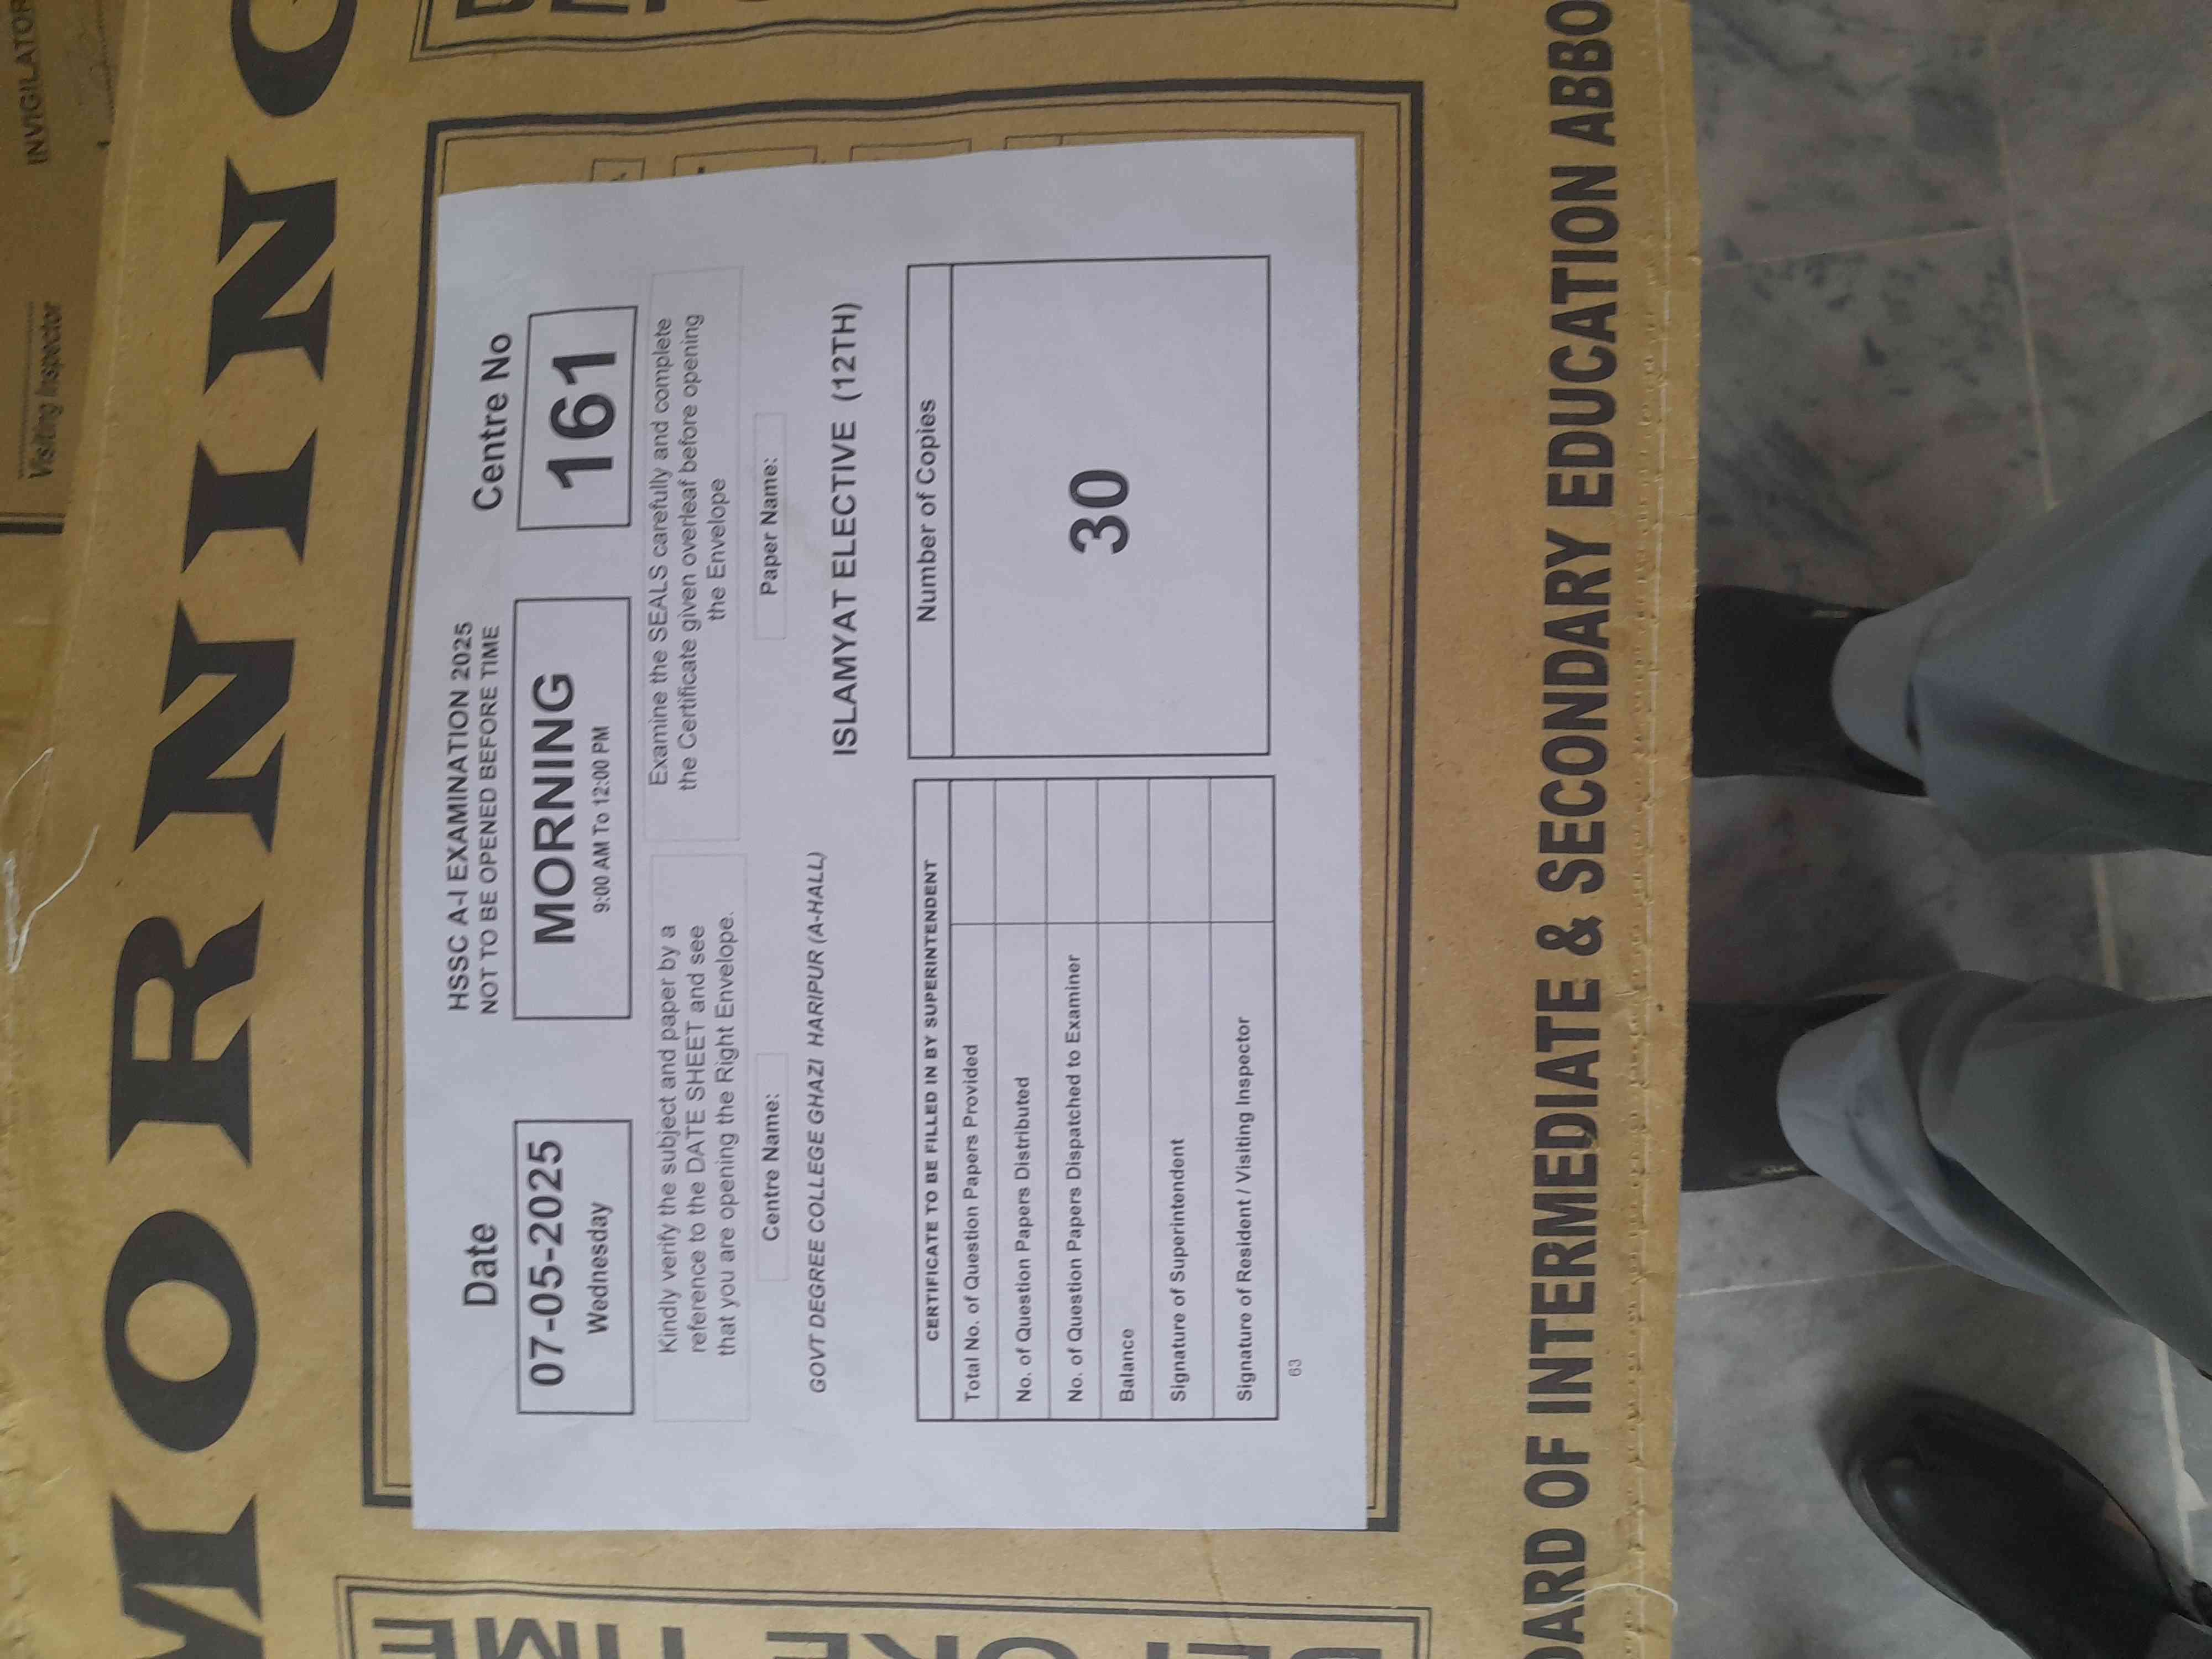 INVIGILATOR
Visiting Inspector
MORNING
HSSC A-I EXAMINATION 2025
NOT TO BE OPENED BEFORE TIME
Date
07-05-2025
Wednesday
MORNING
9:00 AM To 12:00 PM
Centre No
161
Kindly verify the subject and paper by a
reference to the DATE SHEET and see
that you are opening the Right Envelope.
Examine the SEALS carefully and complete
the Certificate given overleaf before opening
the Envelope
Centre Name:
GOVT DEGREE COLLEGE GHAZI HARIPUR (A-HALL)
Paper Name:
ISLAMYAT ELECTIVE (12TH)
CERTIFICATE TO BE FILLED IN BY SUPERINTENDENT
Total No. of Question Papers Provided
No. of Question Papers Distributed
No. of Question Papers Dispatched to Examiner
Balance
Signature of Superintendent
Signature of Resident / Visiting Inspector
Number of Copies
30
63
OARD OF INTERMEDIATE & SECONDARY EDUCATION ABBO